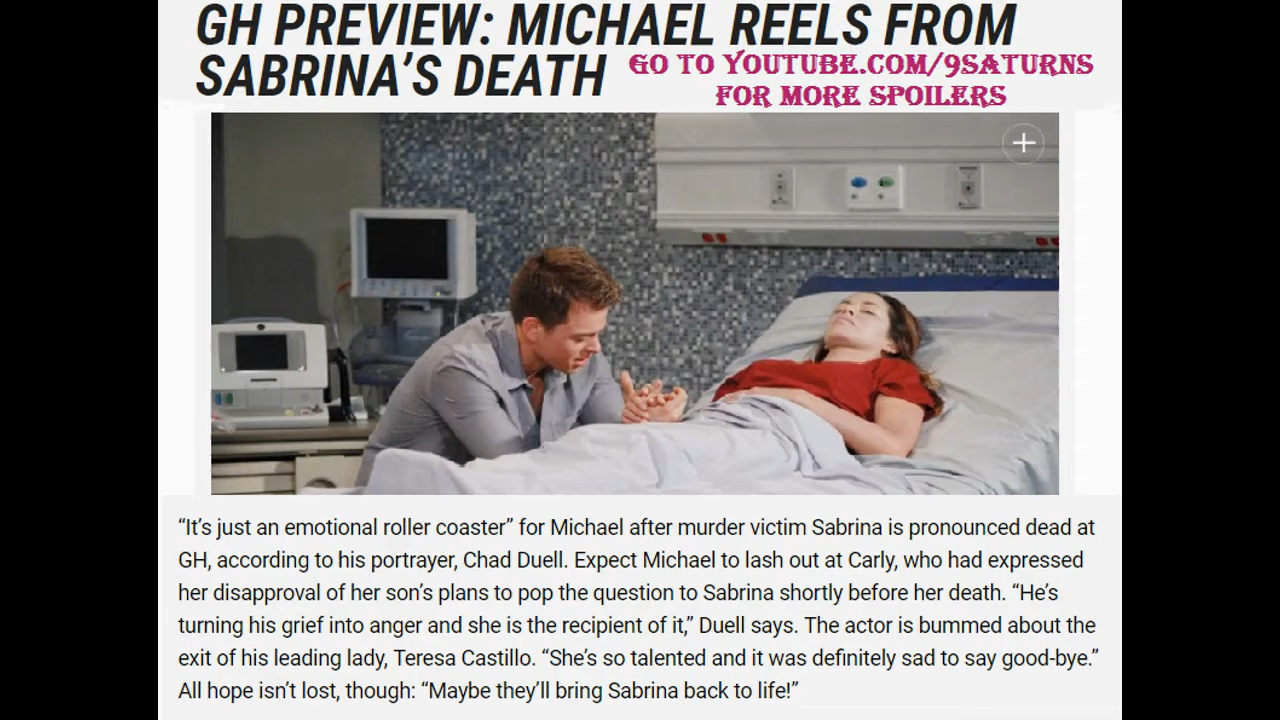 GH PREVIEW: MICHAEL REELS FROM
SABRINA'S DEATH
GO TO YOUTUBE.COM/9SATURNS
FOR MORE SPOILERS
“It’s just an emotional roller coaster” for Michael after murder victim Sabrina is pronounced dead at
GH, according to his portrayer, Chad Duell. Expect Michael to lash out at Carly, who had expressed
her disapproval of her son’s plans to pop the question to Sabrina shortly before her death. “He’s
turning his grief into anger and she is the recipient of it,” Duell says. The actor is bummed about the
exit of his leading lady, Teresa Castillo. “She’s so talented and it was definitely sad to say good-bye.”
All hope isn’t lost, though: “Maybe they’ll bring Sabrina back to life!”